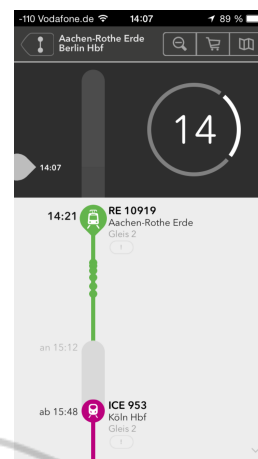 -110 Vodafone.de 14:07 89 %
Aachen-Rothe Erde
Berlin Hbf
14
14:07
14:21 RE 10919
Aachen-Rothe Erde
Gleis 2
an 15:12
ab 15:48 ICE 953
Köln Hbf
Gleis 2